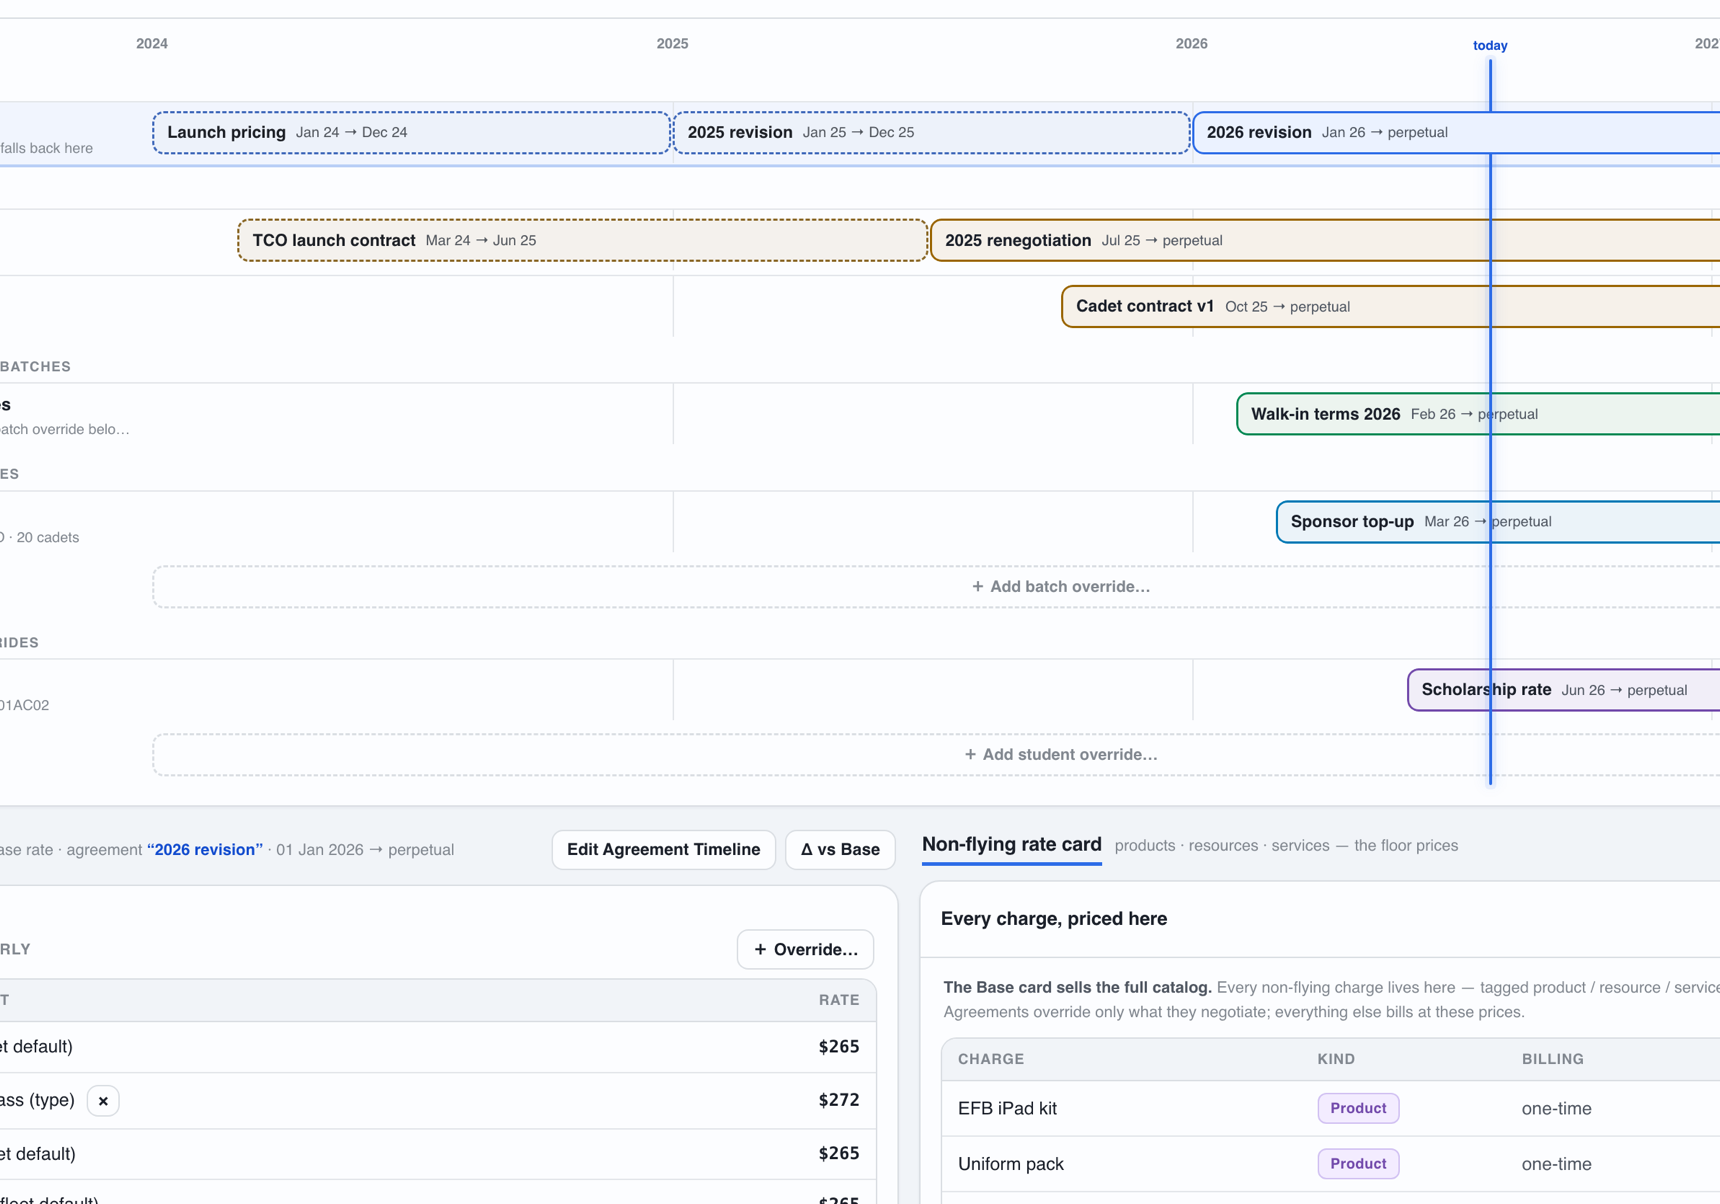 2024 2025 2026 today 202
Launch pricing Jan 24 → Dec 24 2025 revision Jan 25 → Dec 25 2026 revision Jan 26 → perpetual
falls back here
TCO launch contract Mar 24 → Jun 25 2025 renegotiation Jul 25 → perpetual
Cadet contract v1 Oct 25 → perpetual
BATCHES
s
Walk-in terms 2026 Feb 26 → perpetual
atch override belo…
ES
Sponsor top-up Mar 26 → perpetual
· 20 cadets
+ Add batch override…
RIDES
Scholarship rate Jun 26 → perpetual
01AC02
+ Add student override…
ase rate · agreement “2026 revision” · 01 Jan 2026 → perpetual
Edit Agreement Timeline Δ vs Base
Non-flying rate card products · resources · services — the floor prices
RLY + Override…
T RATE
et default) $265
ass (type) × $272
et default) $265
fleet default) $265
Every charge, priced here
The Base card sells the full catalog. Every non-flying charge lives here — tagged product / resource / service
Agreements override only what they negotiate; everything else bills at these prices.
CHARGE KIND BILLING
EFB iPad kit Product one-time
Uniform pack Product one-time